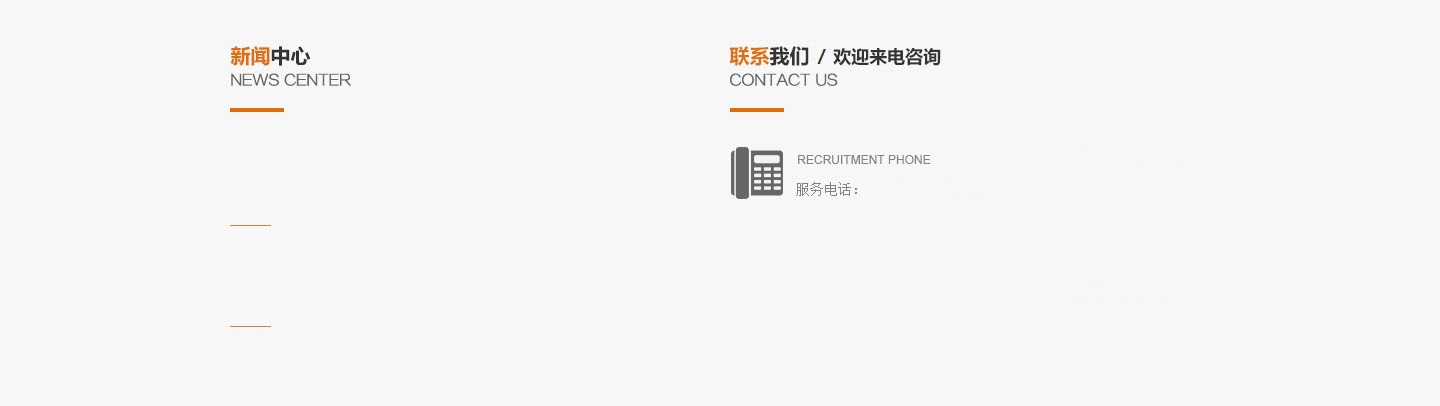 新闻中心
NEWS CENTER
联系我们 / 欢迎来电咨询
CONTACT US
RECRUITMENT PHONE
服务电话：